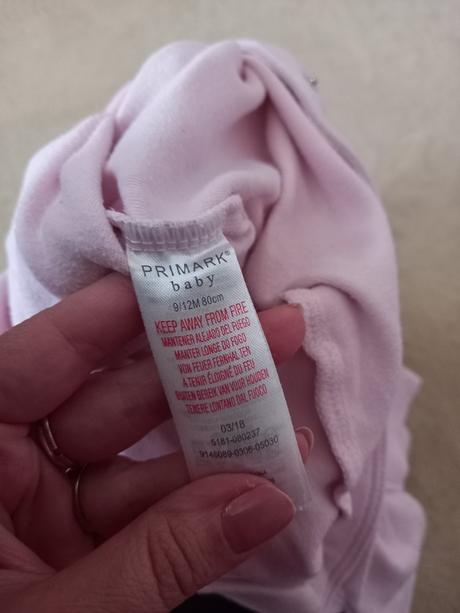 PRIMARK®
baby
9/12M 80cm
KEEP AWAY FROM FIRE
MANTENER ALEJADO DEL FUEGO
MANTER LONGE DO FOGO
VON FEUER FERNHALTEN
A TENIR ÉLOIGNÉ DU FEU
BUITEN BEREIK VAN VUUR HOUDEN
TENERE LONTANO DAL FUOCO
03/18
5181-060237
9146089-0306-05030